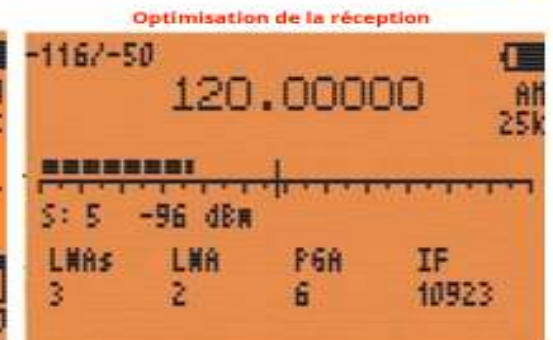 Optimisation de la réception
-116/-50
120.00000
AM
25k
S: 5 -96 dBm
LNAs LNA PGA IF
3 2 6 10923